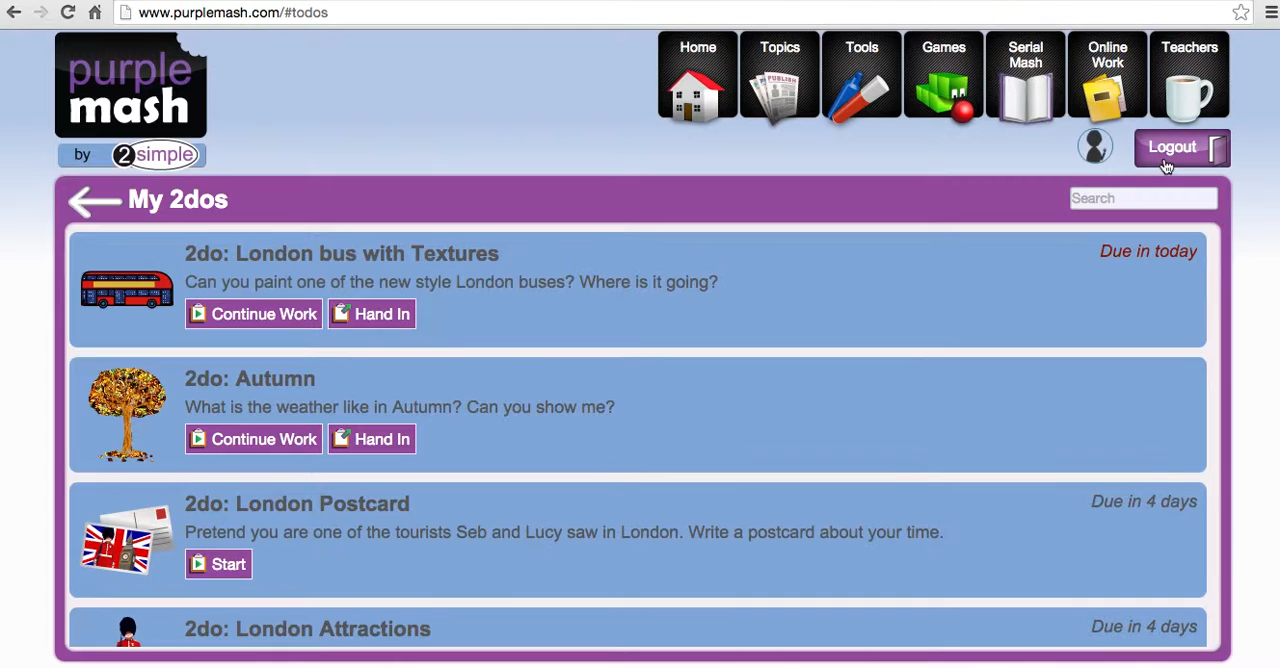 www.purplemash.com/#todos
purple
mash
by 2simple
Home
Topics
Tools
Games
Serial
Mash
Online
Work
Teachers
PUBLISH
Logout
My 2dos
Search
2do: London bus with Textures
Due in today
Can you paint one of the new style London buses? Where is it going?
Continue Work
Hand In
2do: Autumn
What is the weather like in Autumn? Can you show me?
Continue Work
Hand In
2do: London Postcard
Due in 4 days
Pretend you are one of the tourists Seb and Lucy saw in London. Write a postcard about your time.
Start
2do: London Attractions
Due in 4 days